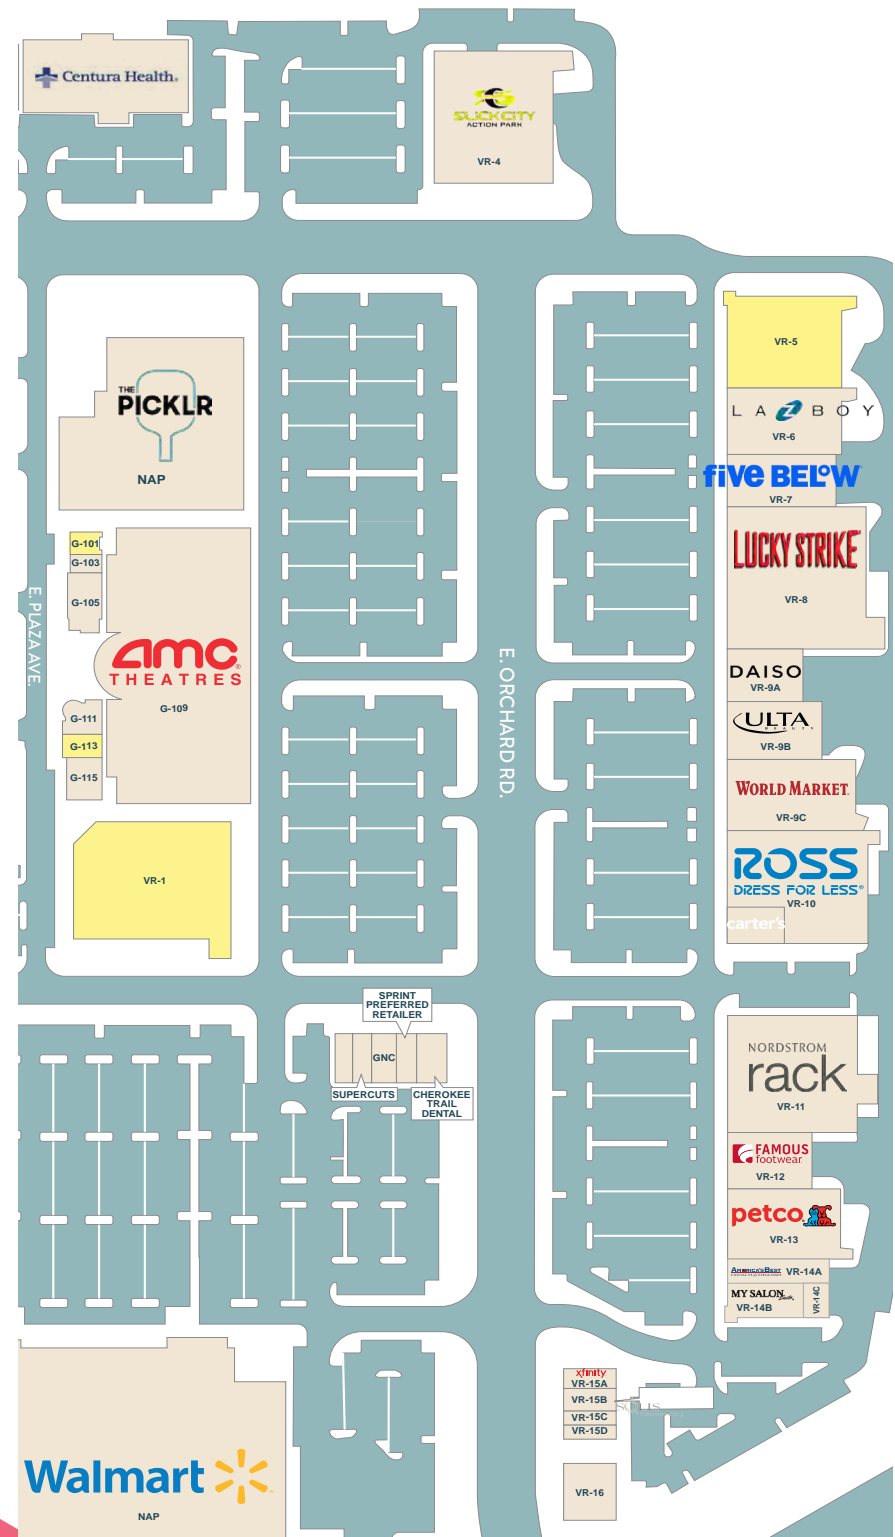 Centura Health
SLICK CITY
ACTION PARK
VR-4
VR-5
LA Z BOY
VR-6
five BEL°W
VR-7
LUCKY STRIKE
VR-8
THE
PICKLR
NAP
G-101
G-103
G-105
amc
THEATRES
G-109
G-111
G-113
G-115
VR-1
E. PLAZA AVE.
E. ORCHARD RD.
DAISO
VR-9A
ULTA
BEAUTY
VR-9B
WORLD MARKET
VR-9C
ROSS
DRESS FOR LESS
VR-10
carter's
SPRINT
PREFERRED
RETAILER
GNC
SUPERCUTS
CHEROKEE
TRAIL
DENTAL
NORDSTROM
rack
VR-11
FAMOUS
footwear
VR-12
petco
VR-13
AMERICA'S BEST
VR-14A
MY SALON Suite
VR-14B
VR-14C
xfinity
VR-15A
VR-15B
VR-15C
VR-15D
VR-16
Walmart
NAP